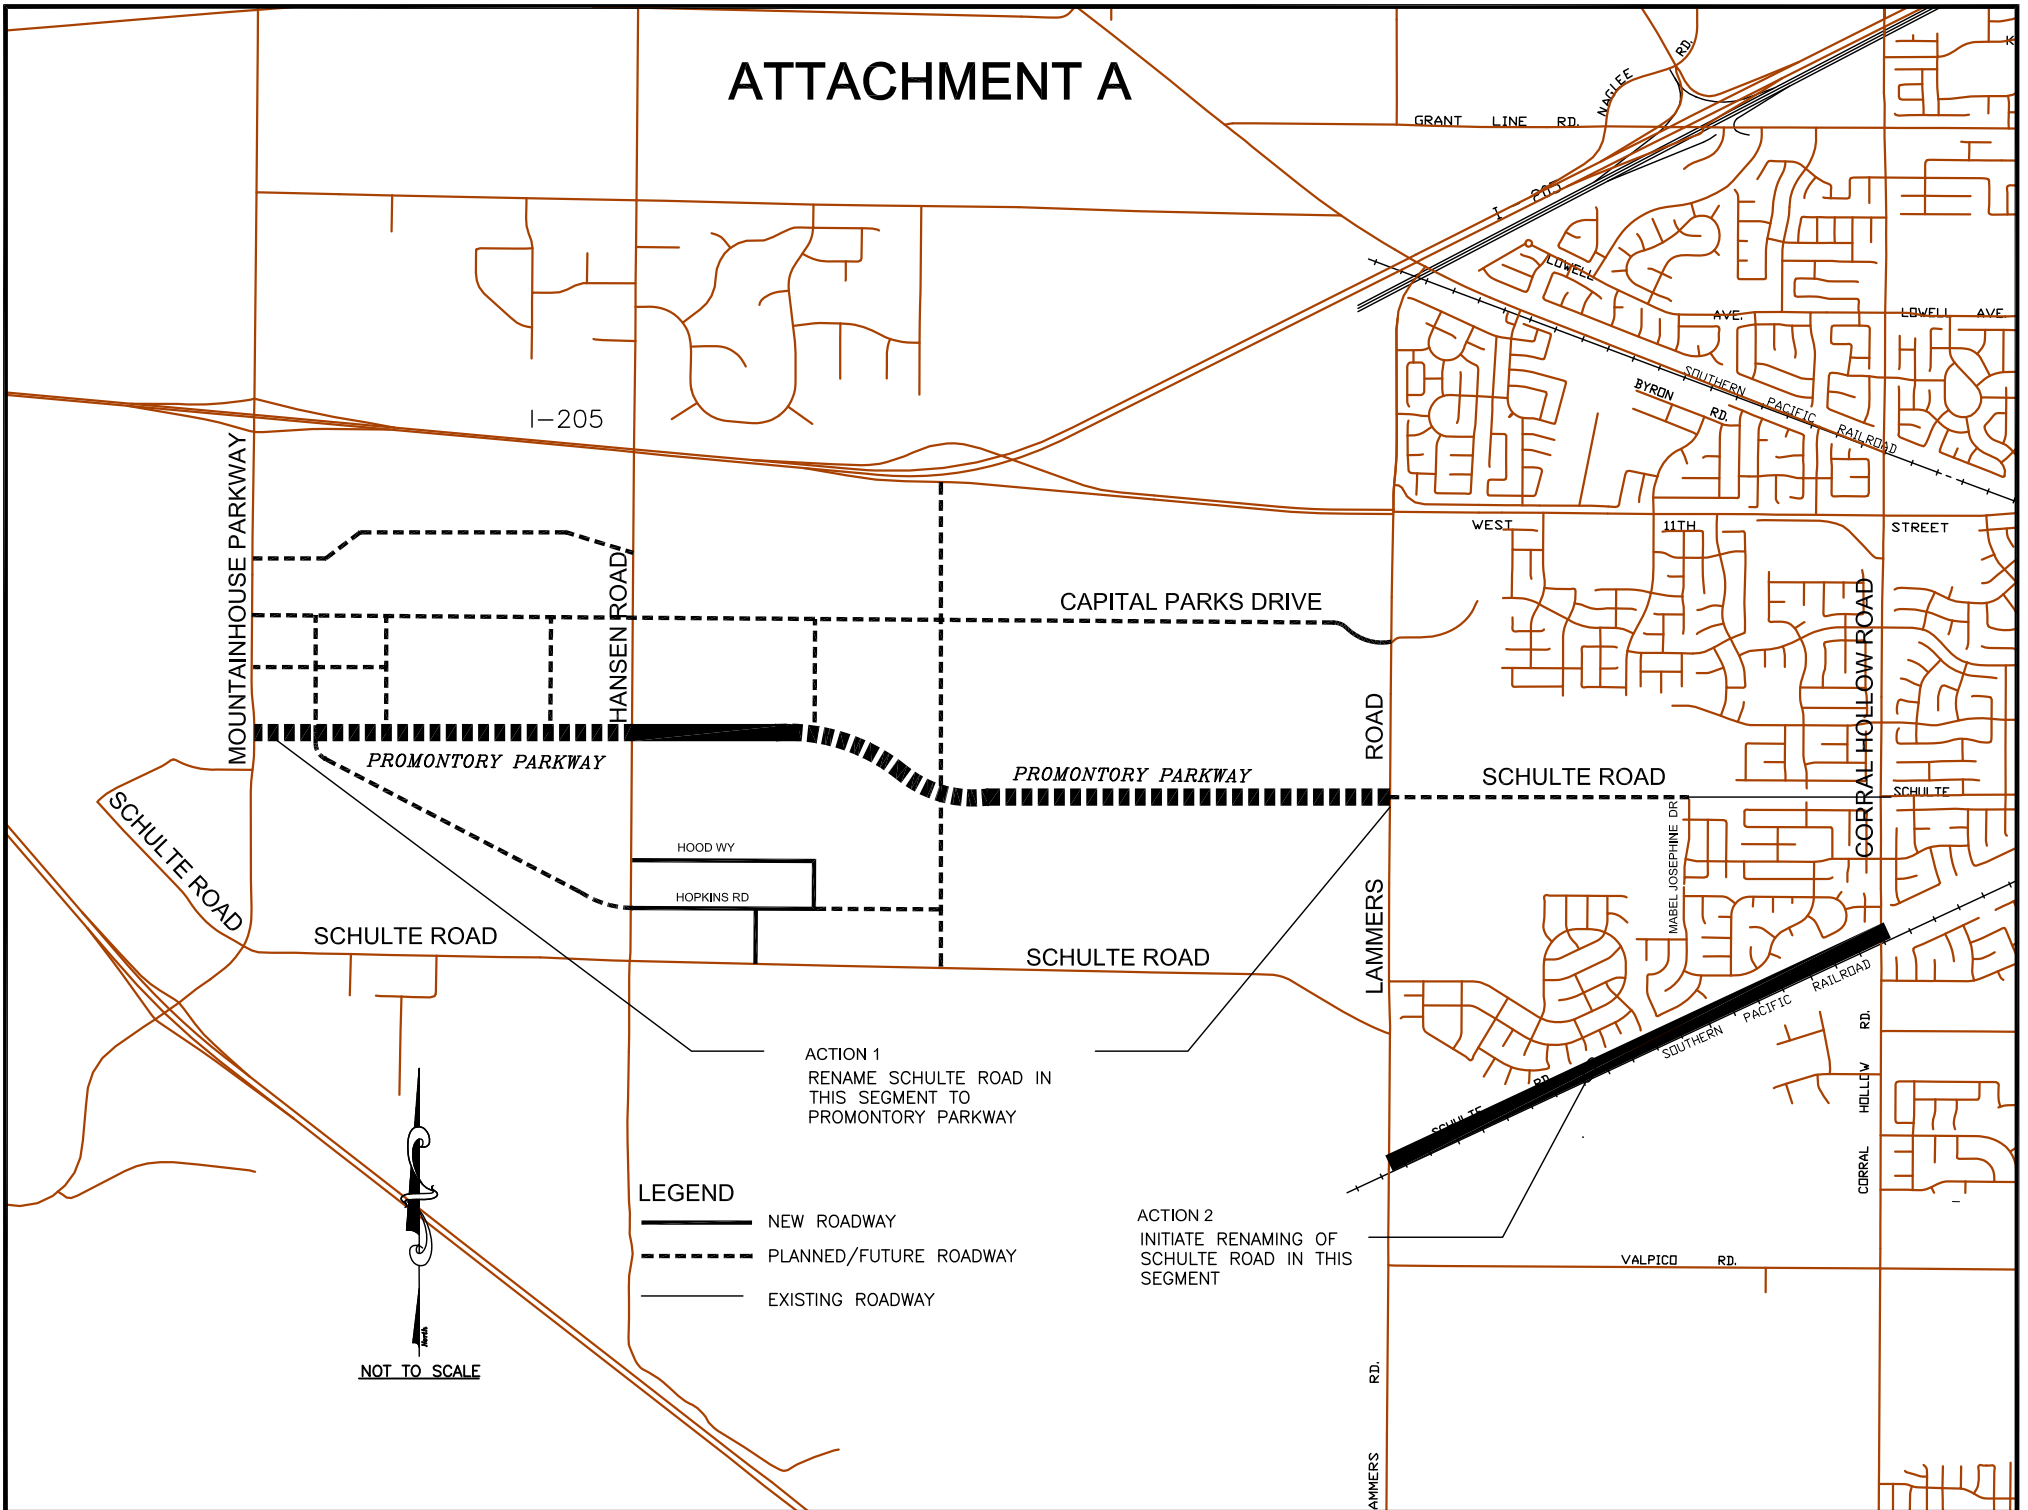 ATTACHMENT A
K
NAGLEE RD.
GRANT LINE RD.
I - 205
LOWELL AVE.
LOWELL AVE.
SOUTHERN PACIFIC RAILROAD
BYRON RD.
I-205
WEST 11TH STREET
MOUNTAINHOUSE PARKWAY
HANSEN ROAD
CAPITAL PARKS DRIVE
CORRAL HOLLOW ROAD
LAMMERS ROAD
PROMONTORY PARKWAY
PROMONTORY PARKWAY
SCHULTE ROAD
SCHULTE
MABEL JOSEPHINE DR
SCHULTE ROAD
HOOD WY
HOPKINS RD
SCHULTE ROAD
SCHULTE ROAD
SOUTHERN PACIFIC RAILROAD
SCHULTE RD.
CORRAL HOLLOW RD.
ACTION 1
RENAME SCHULTE ROAD IN
THIS SEGMENT TO
PROMONTORY PARKWAY
LEGEND
NEW ROADWAY
PLANNED/FUTURE ROADWAY
EXISTING ROADWAY
ACTION 2
INITIATE RENAMING OF
SCHULTE ROAD IN THIS
SEGMENT
VALPICO RD.
North
NOT TO SCALE
AMMERS RD.